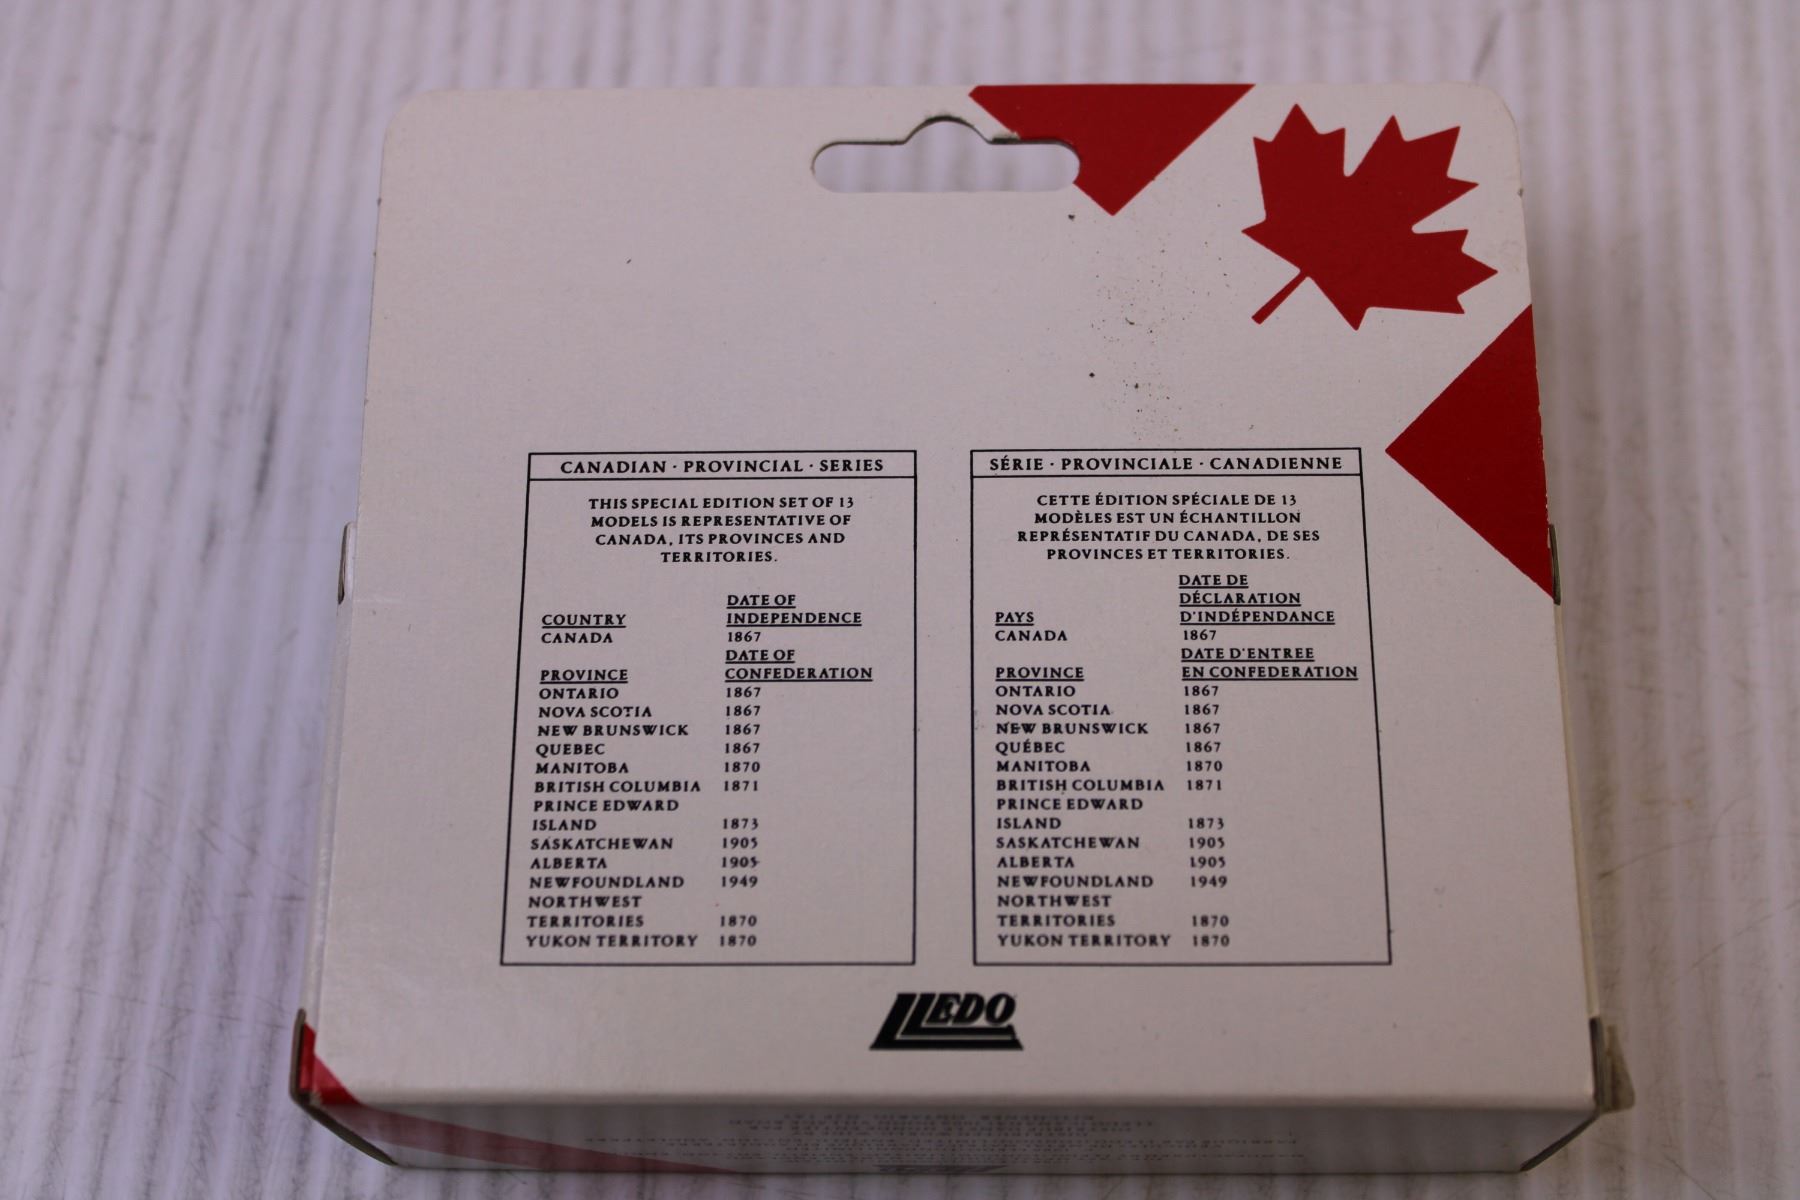 CANADIAN · PROVINCIAL · SERIES
THIS SPECIAL EDITION SET OF 13
MODELS IS REPRESENTATIVE OF
CANADA, ITS PROVINCES AND
TERRITORIES.
DATE OF
COUNTRY INDEPENDENCE
CANADA 1867
DATE OF
PROVINCE CONFEDERATION
ONTARIO 1867
NOVA SCOTIA 1867
NEW BRUNSWICK 1867
QUEBEC 1867
MANITOBA 1870
BRITISH COLUMBIA 1871
PRINCE EDWARD
ISLAND 1873
SASKATCHEWAN 1905
ALBERTA 1905
NEWFOUNDLAND 1949
NORTHWEST
TERRITORIES 1870
YUKON TERRITORY 1870
SÉRIE · PROVINCIALE · CANADIENNE
CETTE ÉDITION SPÉCIALE DE 13
MODÈLES EST UN ÉCHANTILLON
REPRÉSENTATIF DU CANADA, DE SES
PROVINCES ET TERRITORIES.
DATE DE
DÉCLARATION
PAYS D'INDÉPENDANCE
CANADA 1867
DATE D'ENTREE
PROVINCE EN CONFEDERATION
ONTARIO 1867
NOVA SCOTIA 1867
NEW BRUNSWICK 1867
QUÉBEC 1867
MANITOBA 1870
BRITISH COLUMBIA 1871
PRINCE EDWARD
ISLAND 1873
SASKATCHEWAN 1905
ALBERTA 1905
NEWFOUNDLAND 1949
NORTHWEST
TERRITORIES 1870
YUKON TERRITORY 1870
LLEDO